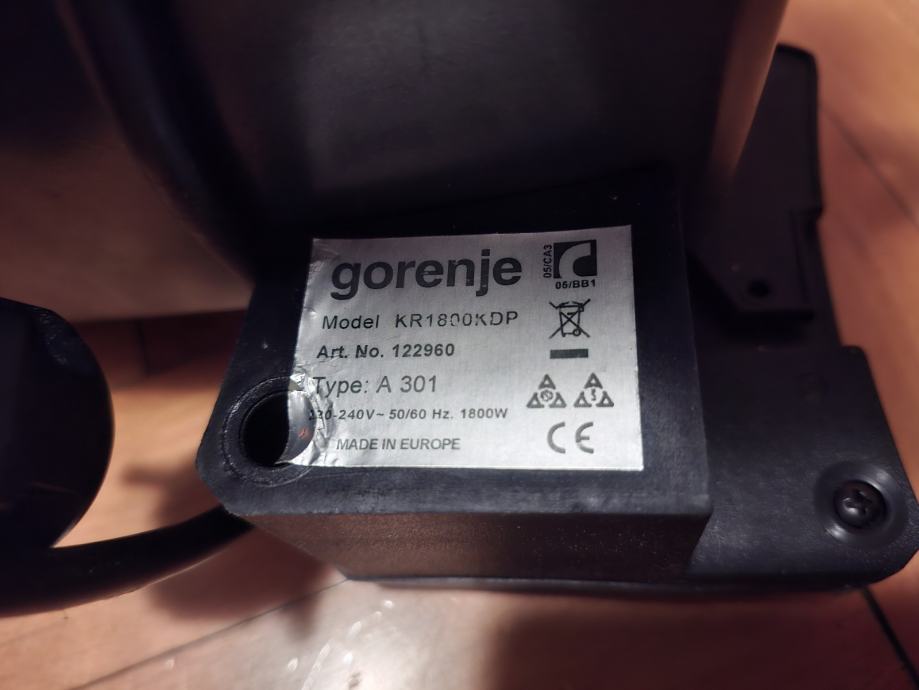 gorenje
05/CA3
05/BB1
Model KR1800KDP
Art. No. 122960
Type: A 301
20-240V~ 50/60 Hz. 1800W
MADE IN EUROPE
CE